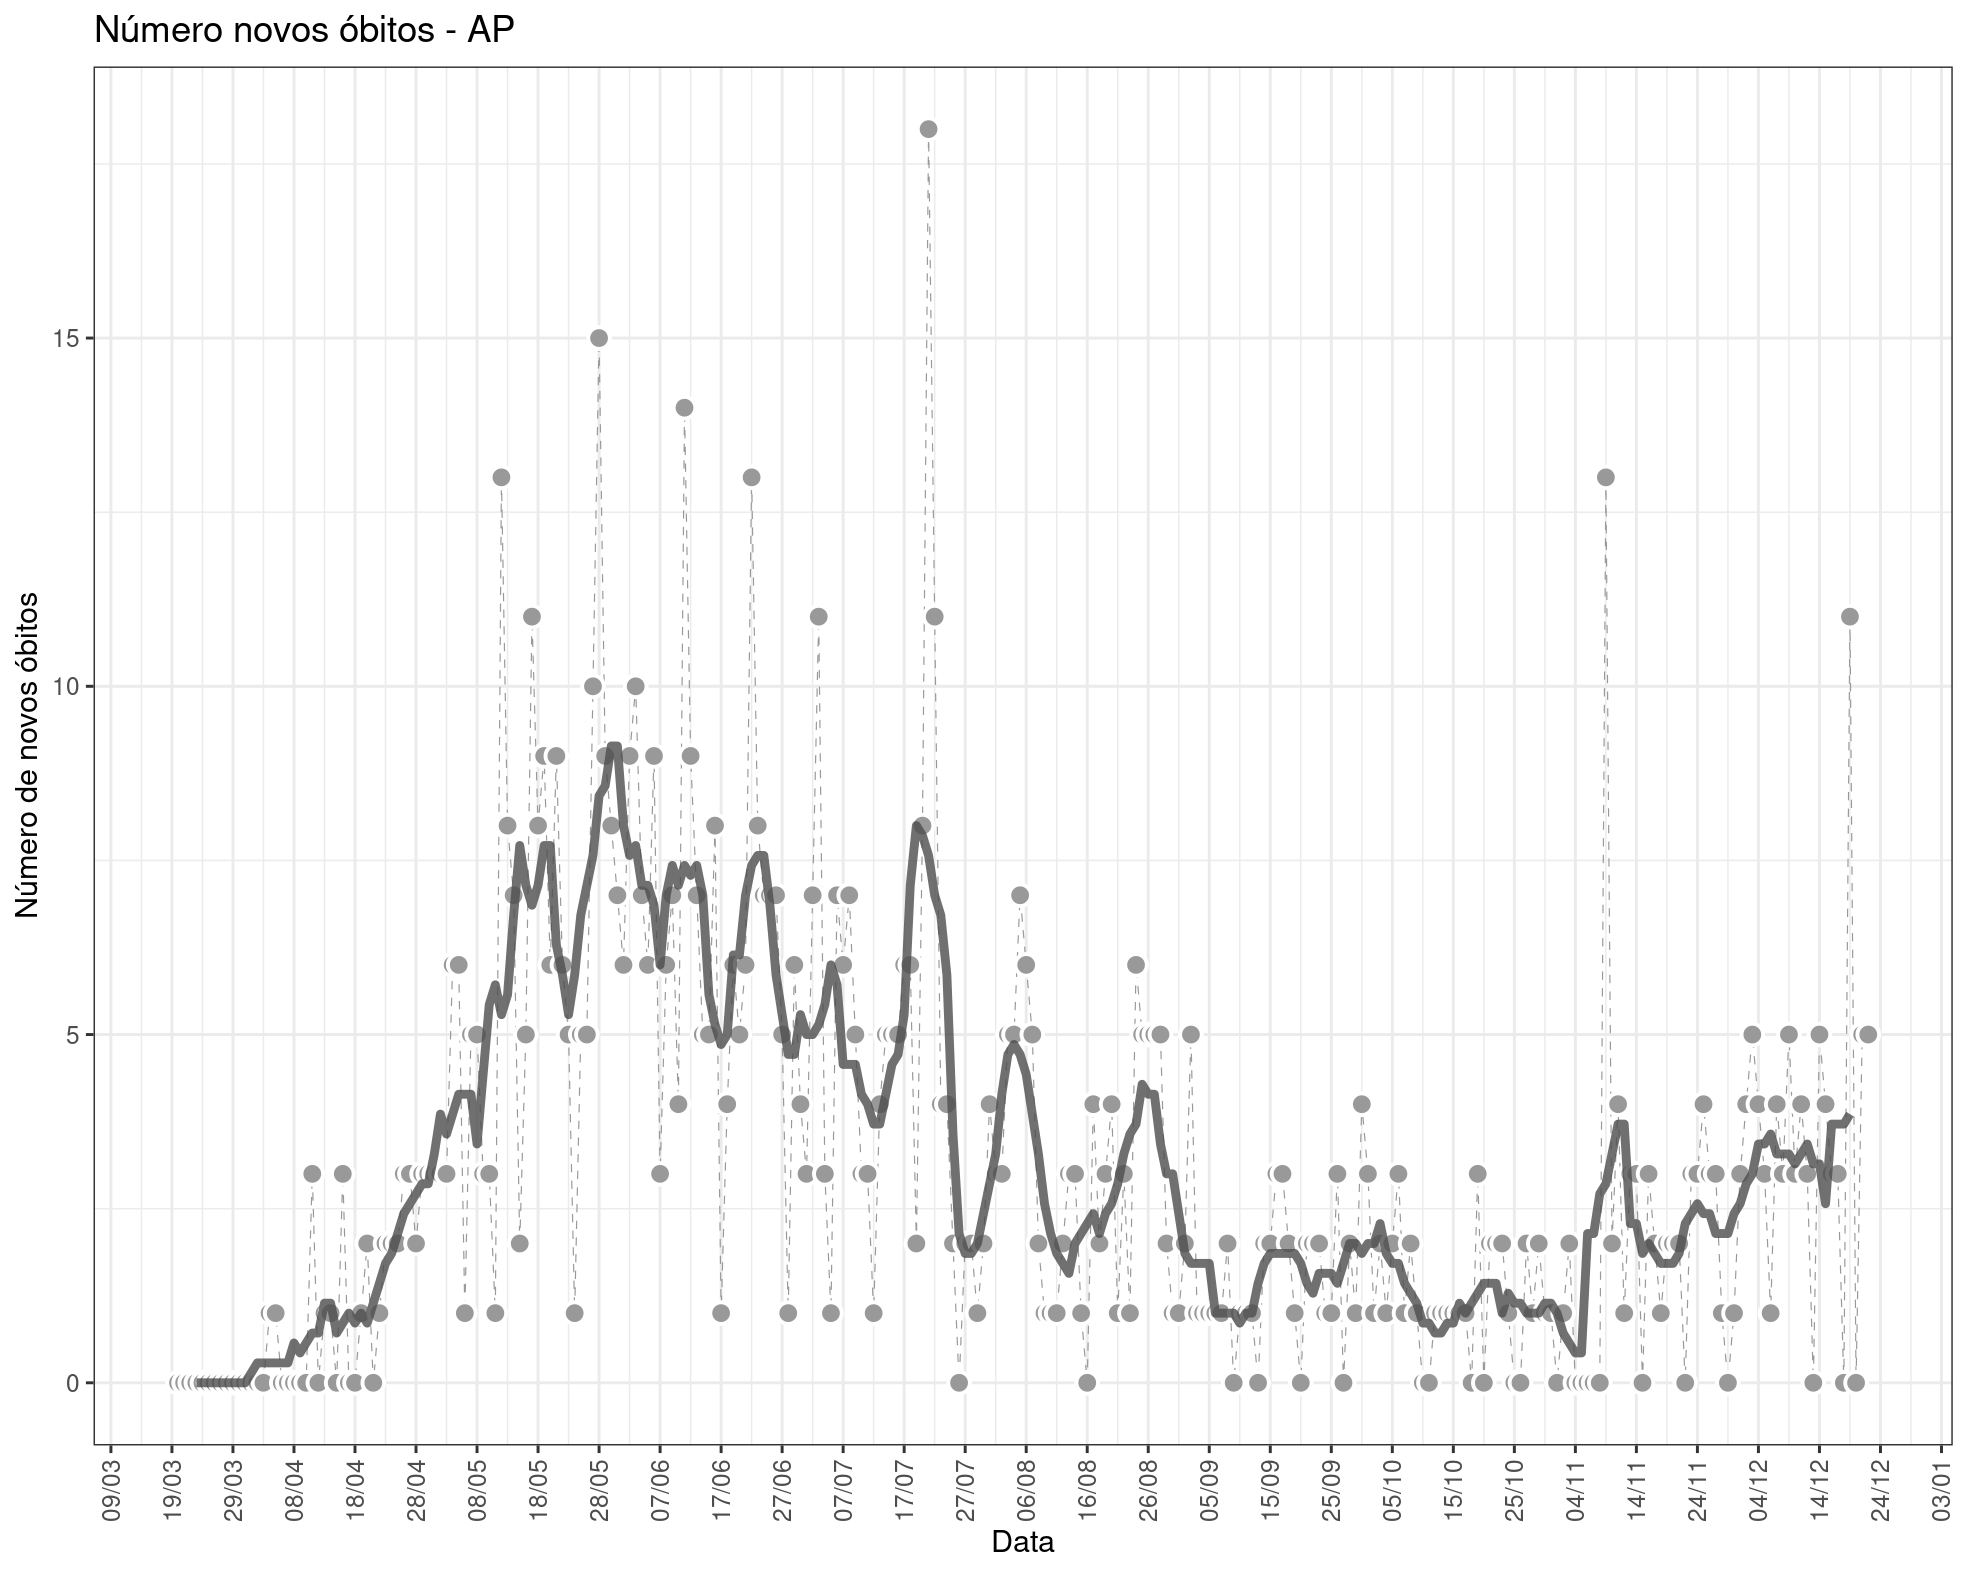 Número novos óbitos - AP
Número de novos óbitos
15
10
5
0
09/03 19/03 29/03 08/04 18/04 28/04 08/05 18/05 28/05 07/06 17/06 27/06 07/07 17/07 27/07 06/08 16/08 26/08 05/09 15/09 25/09 05/10 15/10 25/10 04/11 14/11 24/11 04/12 14/12 24/12 03/01
Data